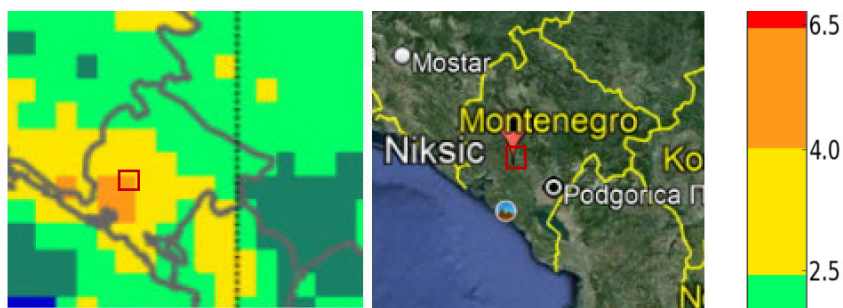 Mostar
Montenegro
Niksic
Ko
Podgorica П
N
6.5
4.0
2.5